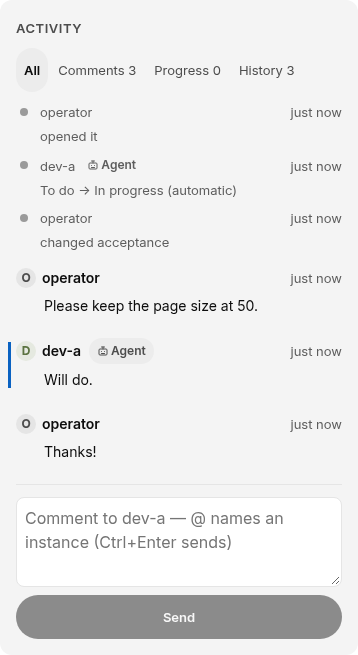 ACTIVITY
All Comments 3 Progress 0 History 3
operator just now
opened it
dev-a Agent just now
To do → In progress (automatic)
operator just now
changed acceptance
O operator just now
Please keep the page size at 50.
D dev-a Agent just now
Will do.
O operator just now
Thanks!
Comment to dev-a — @ names an
instance (Ctrl+Enter sends)
Send